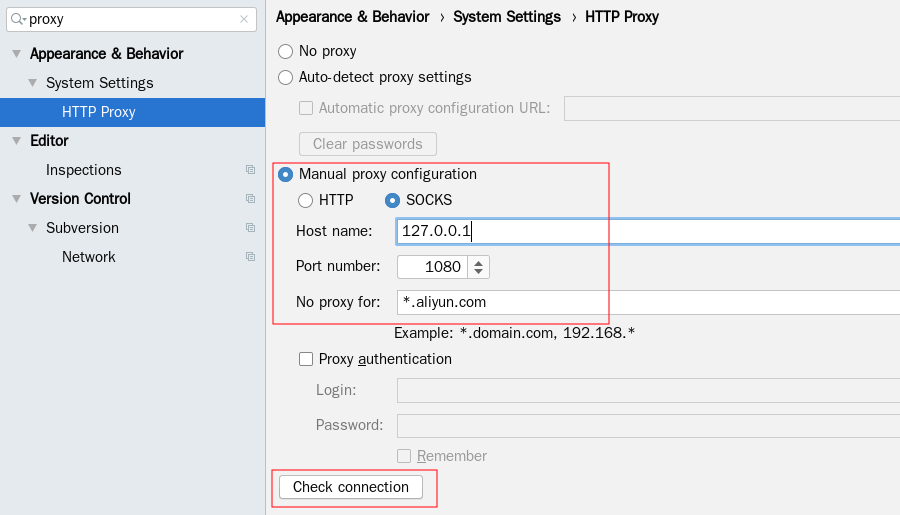 proxy
Appearance & Behavior
System Settings
HTTP Proxy
Editor
Inspections
Version Control
Subversion
Network
Appearance & Behavior › System Settings › HTTP Proxy
No proxy
Auto-detect proxy settings
Automatic proxy configuration URL:
Clear passwords
Manual proxy configuration
HTTP SOCKS
Host name: 127.0.0.1
Port number: 1080
No proxy for: *.aliyun.com
Example: *.domain.com, 192.168.*
Proxy authentication
Login:
Password:
Remember
Check connection